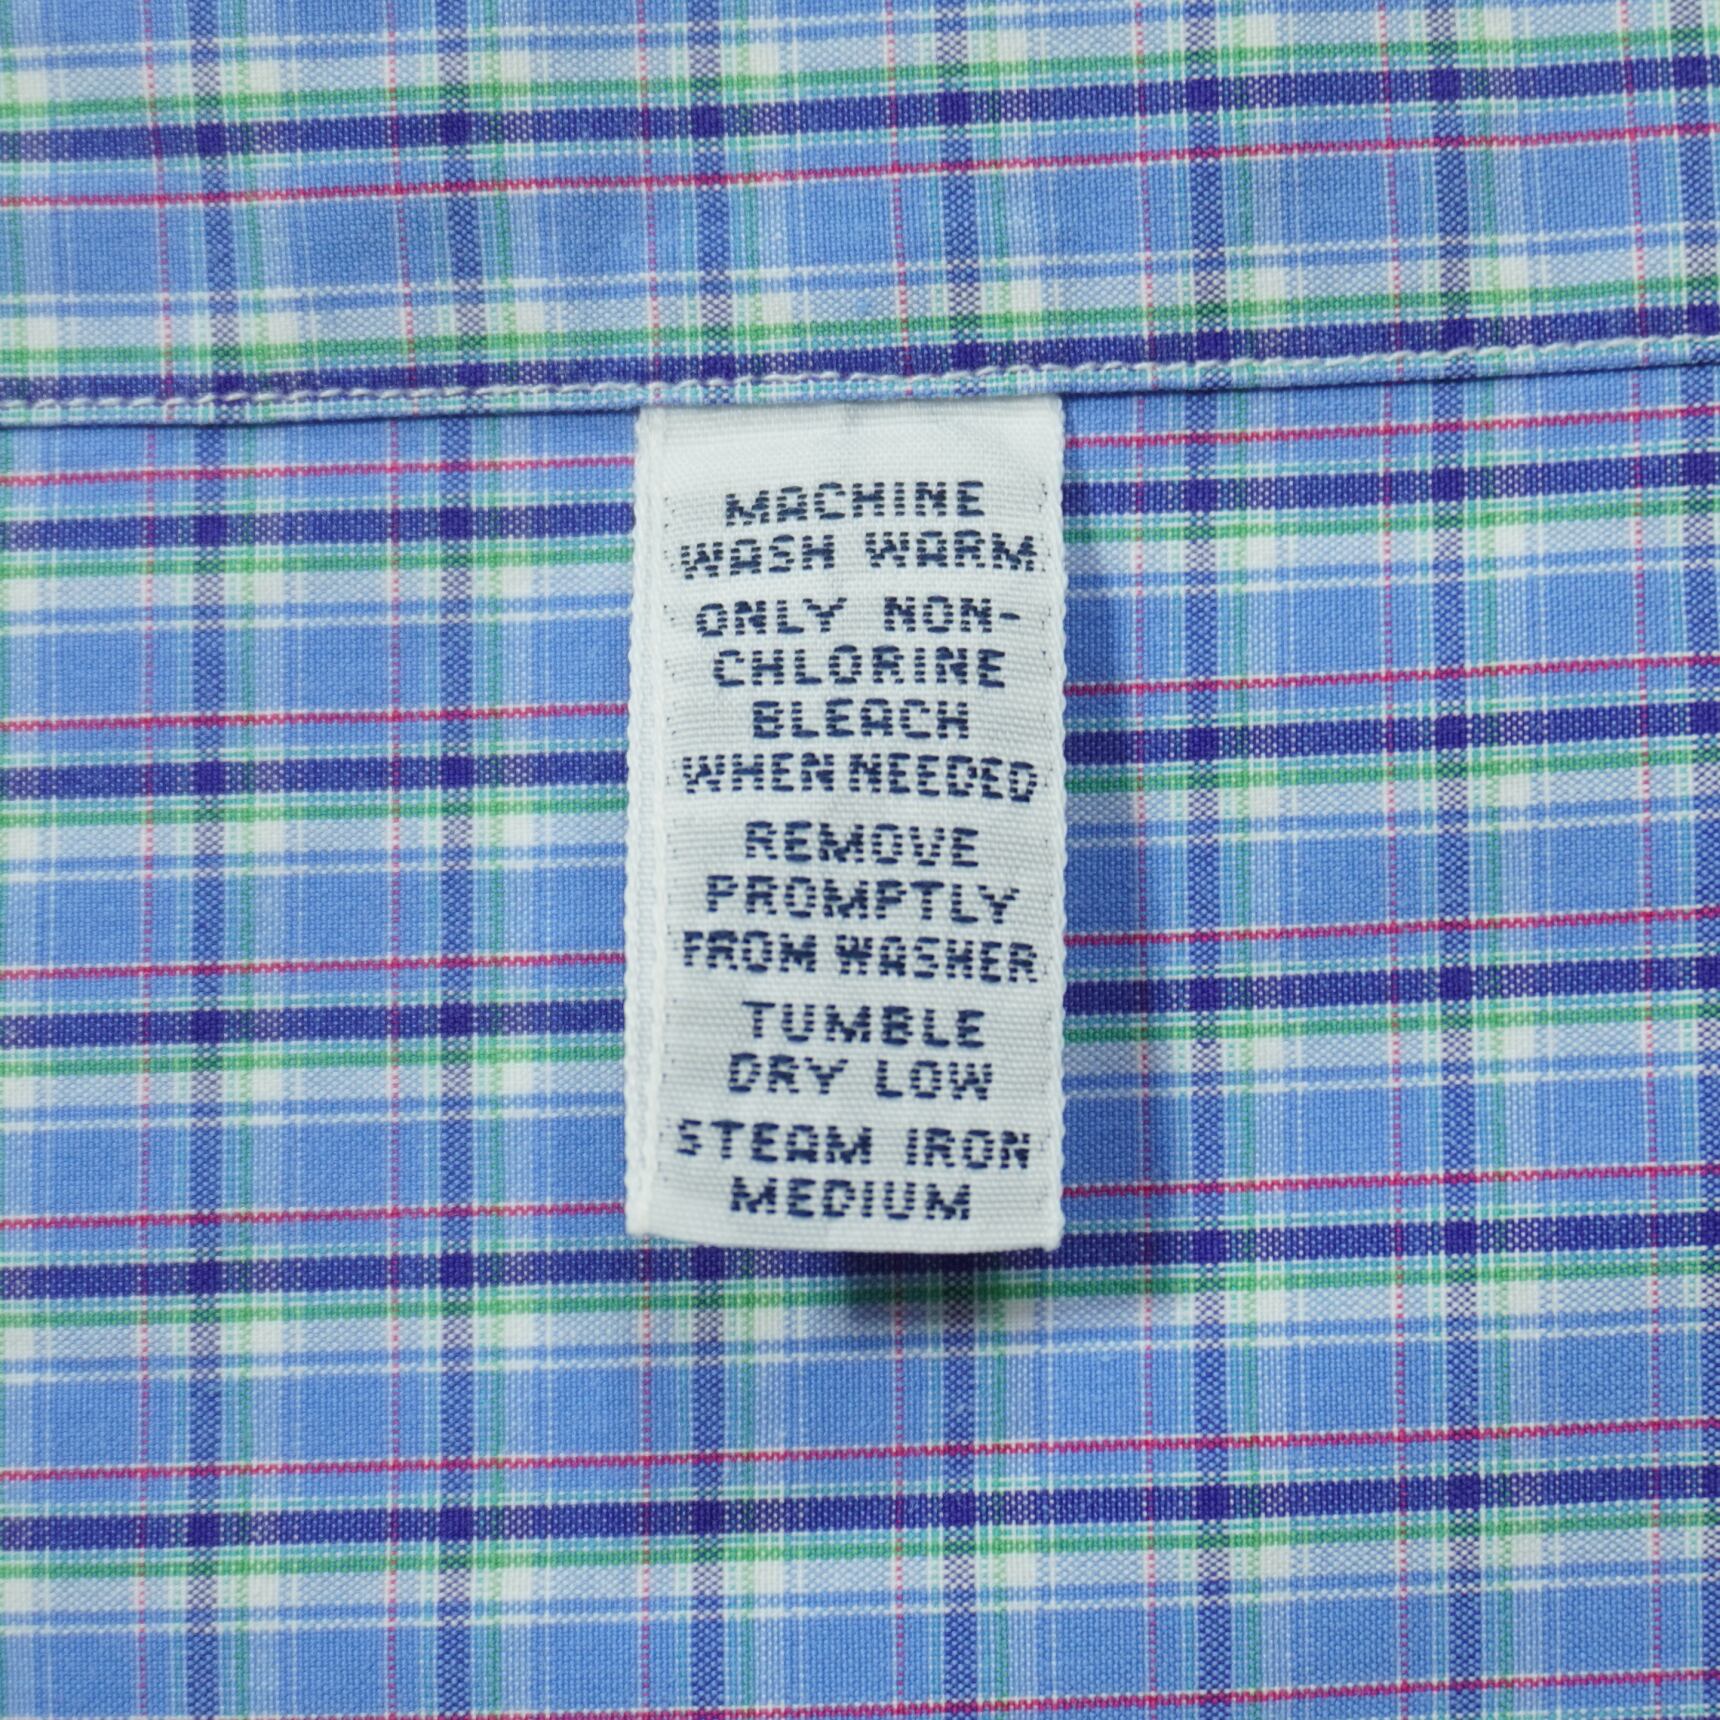 MACHINE
WASH WARM
ONLY NON-
CHLORINE
BLEACH
WHEN NEEDED
REMOVE
PROMPTLY
FROM WASHER
TUMBLE
DRY LOW
STEAM IRON
MEDIUM